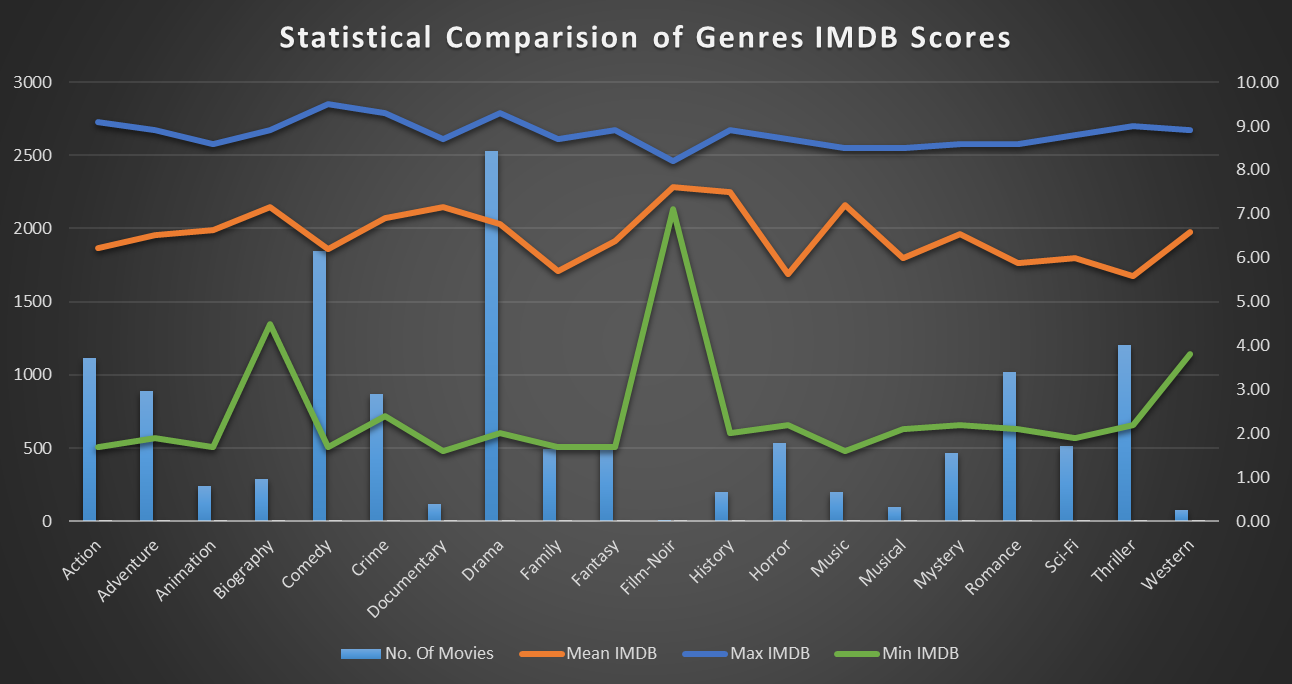 Statistical Comparision of Genres IMDB Scores
3000
2500
2000
1500
1000
500
0
10.00
9.00
8.00
7.00
6.00
5.00
4.00
3.00
2.00
1.00
0.00
Action
Adventure
Animation
Biography
Comedy
Crime
Documentary
Drama
Family
Fantasy
Film-Noir
History
Horror
Music
Musical
Mystery
Romance
Sci-Fi
Thriller
Western
No. Of Movies
Mean IMDB
Max IMDB
Min IMDB